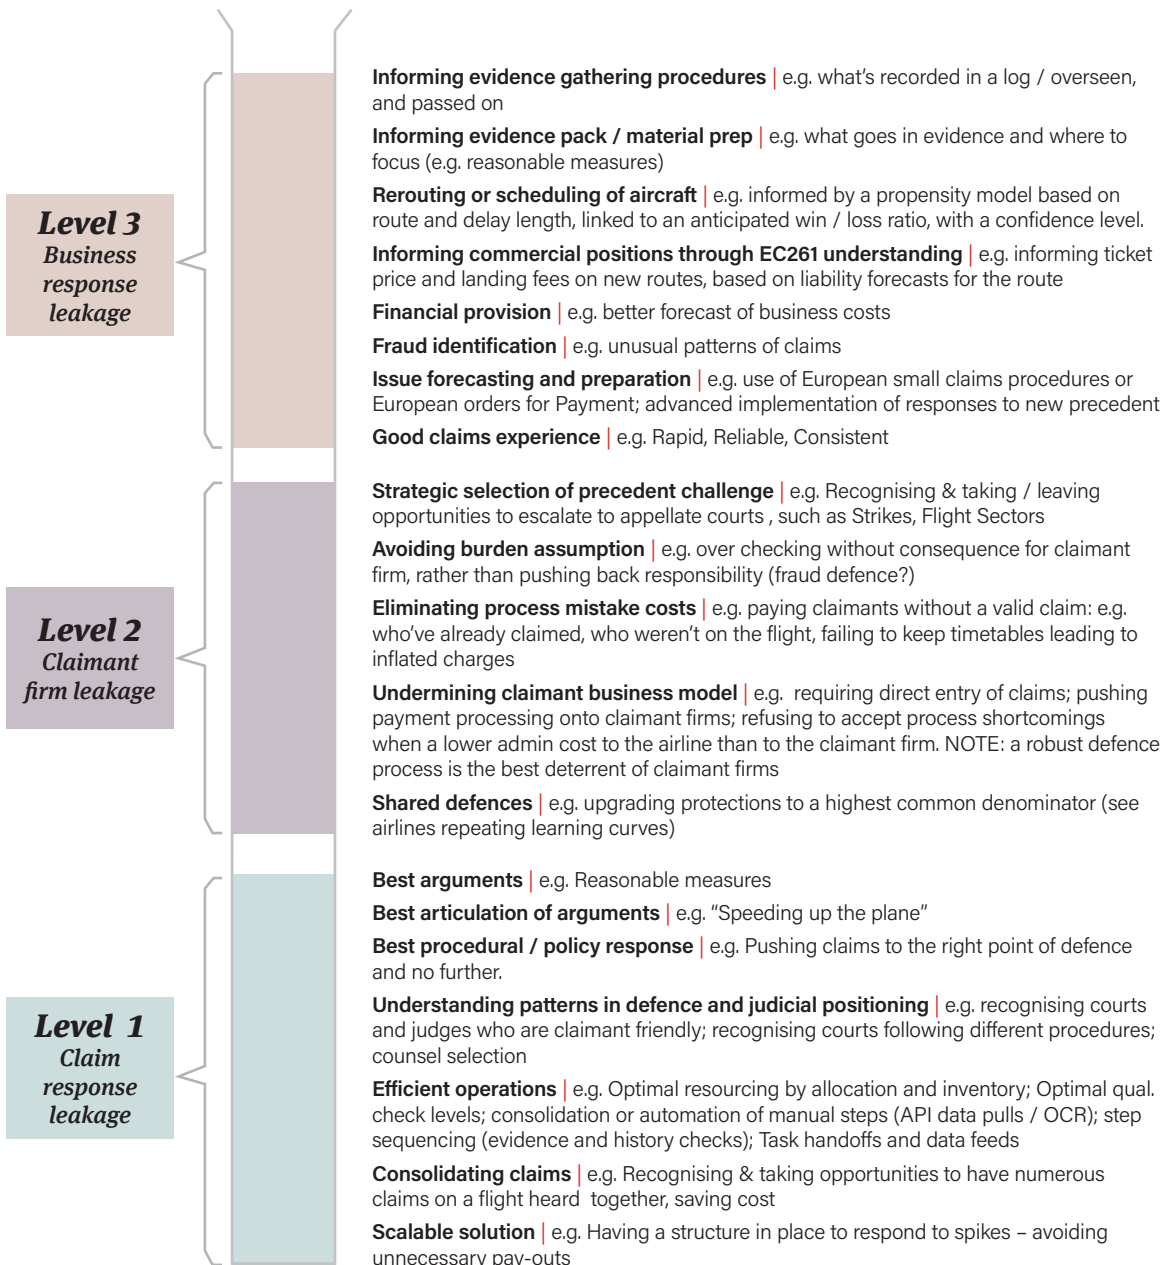 Informing evidence gathering procedures | e.g. what's recorded in a log / overseen,
and passed on
Informing evidence pack / material prep | e.g. what goes in evidence and where to
focus (e.g. reasonable measures)
Rerouting or scheduling of aircraft | e.g. informed by a propensity model based on
route and delay length, linked to an anticipated win / loss ratio, with a confidence level.
Informing commercial positions through EC261 understanding | e.g. informing ticket
price and landing fees on new routes, based on liability forecasts for the route
Financial provision | e.g. better forecast of business costs
Fraud identification | e.g. unusual patterns of claims
Issue forecasting and preparation | e.g. use of European small claims procedures or
European orders for Payment; advanced implementation of responses to new precedent
Good claims experience | e.g. Rapid, Reliable, Consistent
Level 3
Business
response
leakage
Strategic selection of precedent challenge | e.g. Recognising & taking / leaving
opportunities to escalate to appellate courts , such as Strikes, Flight Sectors
Avoiding burden assumption | e.g. over checking without consequence for claimant
firm, rather than pushing back responsibility (fraud defence?)
Eliminating process mistake costs | e.g. paying claimants without a valid claim: e.g.
who've already claimed, who weren't on the flight, failing to keep timetables leading to
inflated charges
Undermining claimant business model | e.g. requiring direct entry of claims; pushing
payment processing onto claimant firms; refusing to accept process shortcomings
when a lower admin cost to the airline than to the claimant firm. NOTE: a robust defence
process is the best deterrent of claimant firms
Shared defences | e.g. upgrading protections to a highest common denominator (see
airlines repeating learning curves)
Level 2
Claimant
firm leakage
Best arguments | e.g. Reasonable measures
Best articulation of arguments | e.g. “Speeding up the plane”
Best procedural / policy response | e.g. Pushing claims to the right point of defence
and no further.
Understanding patterns in defence and judicial positioning | e.g. recognising courts
and judges who are claimant friendly; recognising courts following different procedures;
counsel selection
Efficient operations | e.g. Optimal resourcing by allocation and inventory; Optimal qual.
check levels; consolidation or automation of manual steps (API data pulls / OCR); step
sequencing (evidence and history checks); Task handoffs and data feeds
Consolidating claims | e.g. Recognising & taking opportunities to have numerous
claims on a flight heard together, saving cost
Scalable solution | e.g. Having a structure in place to respond to spikes – avoiding
unnecessary pay-outs
Level 1
Claim
response
leakage